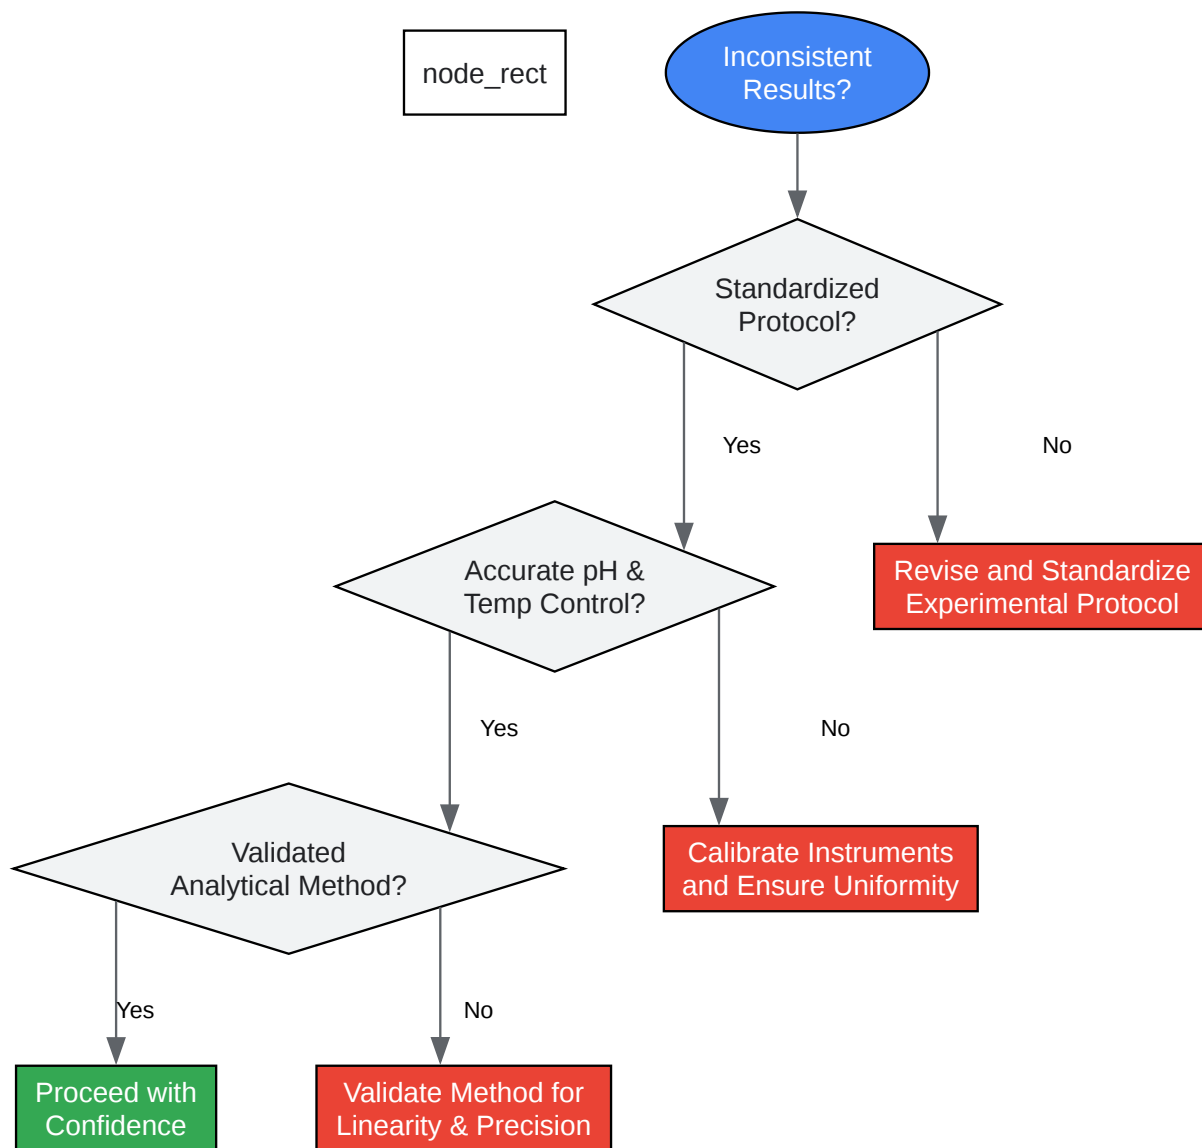 node_rect
Inconsistent
Results?
Standardized
Protocol?
Yes
No
Accurate pH &
Temp Control?
Revise and Standardize
Experimental Protocol
Yes
No
Validated
Analytical Method?
Calibrate Instruments
and Ensure Uniformity
Yes
No
Proceed with
Confidence
Validate Method for
Linearity & Precision